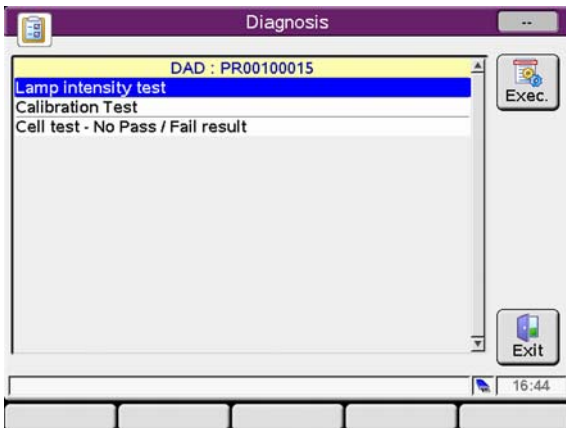 Diagnosis
--
DAD : PR00100015
Lamp intensity test
Calibration Test
Cell test - No Pass / Fail result
Exec.
Exit
16:44